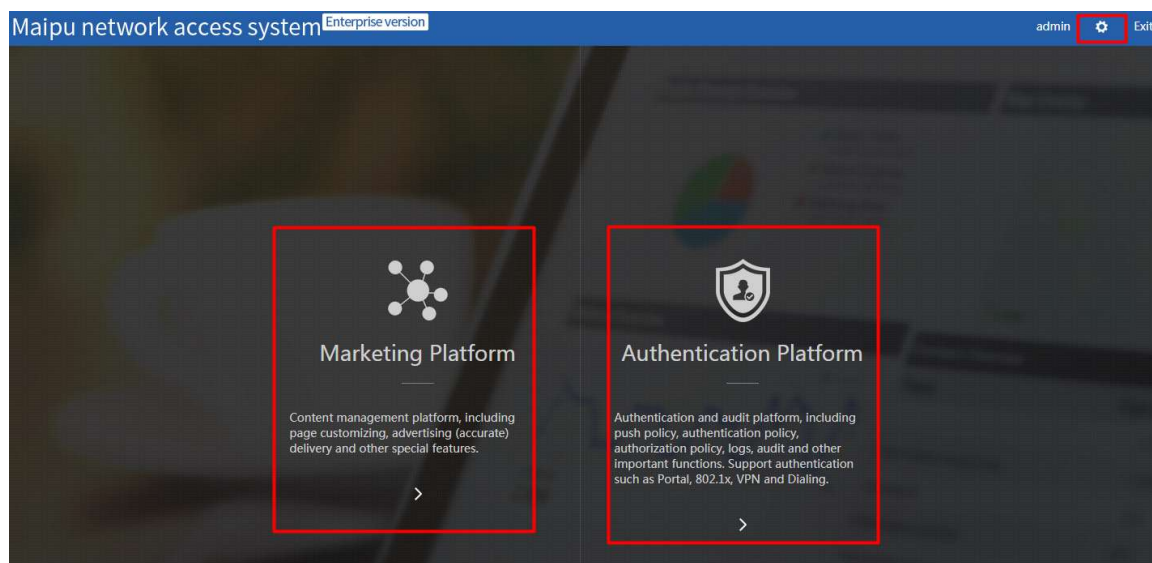 Maipu network access system Enterprise version
admin Exit
Marketing Platform
Content management platform, including
page customizing, advertising (accurate)
delivery and other special features.
Authentication Platform
Authentication and audit platform, including
push policy, authentication policy,
authorization policy, logs, audit and other
important functions. Support authentication
such as Portal, 802.1x, VPN and Dialing.